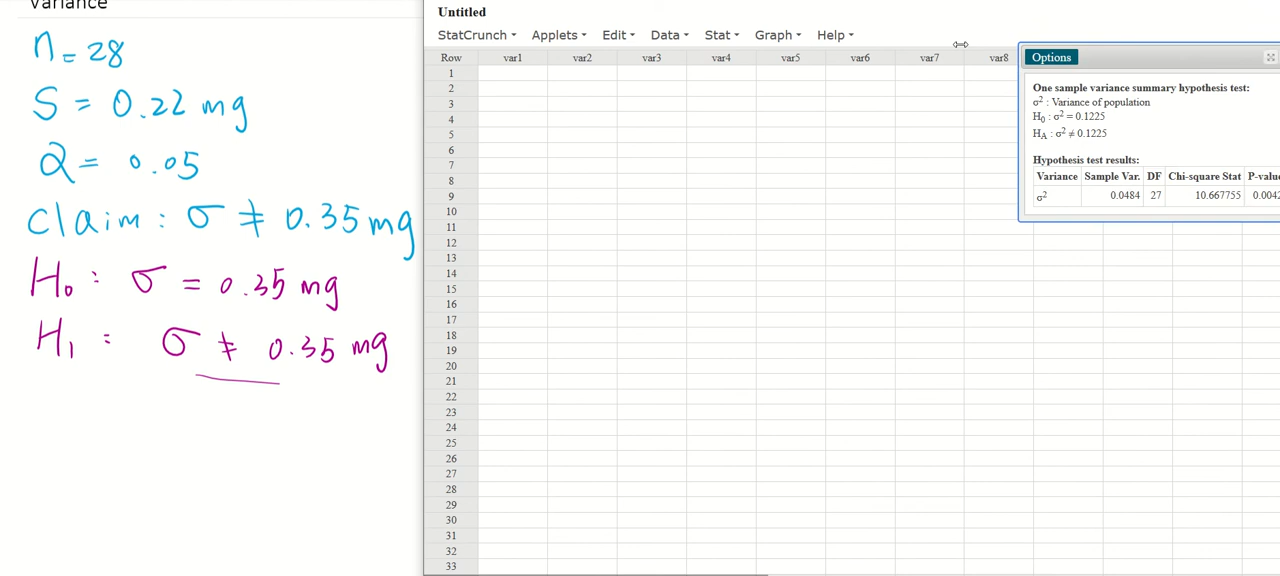 Variance
n = 28
S = 0.22 mg
α = 0.05
Claim: σ ≠ 0.35 mg
H₀: σ = 0.35 mg
H₁: σ ≠ 0.35 mg
Untitled
StatCrunch Applets Edit Data Stat Graph Help
Row var1 var2 var3 var4 var5 var6 var7 var8
1
2
3
4
5
6
7
8
9
10
11
12
13
14
15
16
17
18
19
20
21
22
23
24
25
26
27
28
29
30
31
32
33
Options
One sample variance summary hypothesis test:
σ² : Variance of population
H₀ : σ² = 0.1225
Hᴀ : σ² ≠ 0.1225
Hypothesis test results:
Variance Sample Var. DF Chi-square Stat P-value
σ² 0.0484 27 10.667755 0.0042